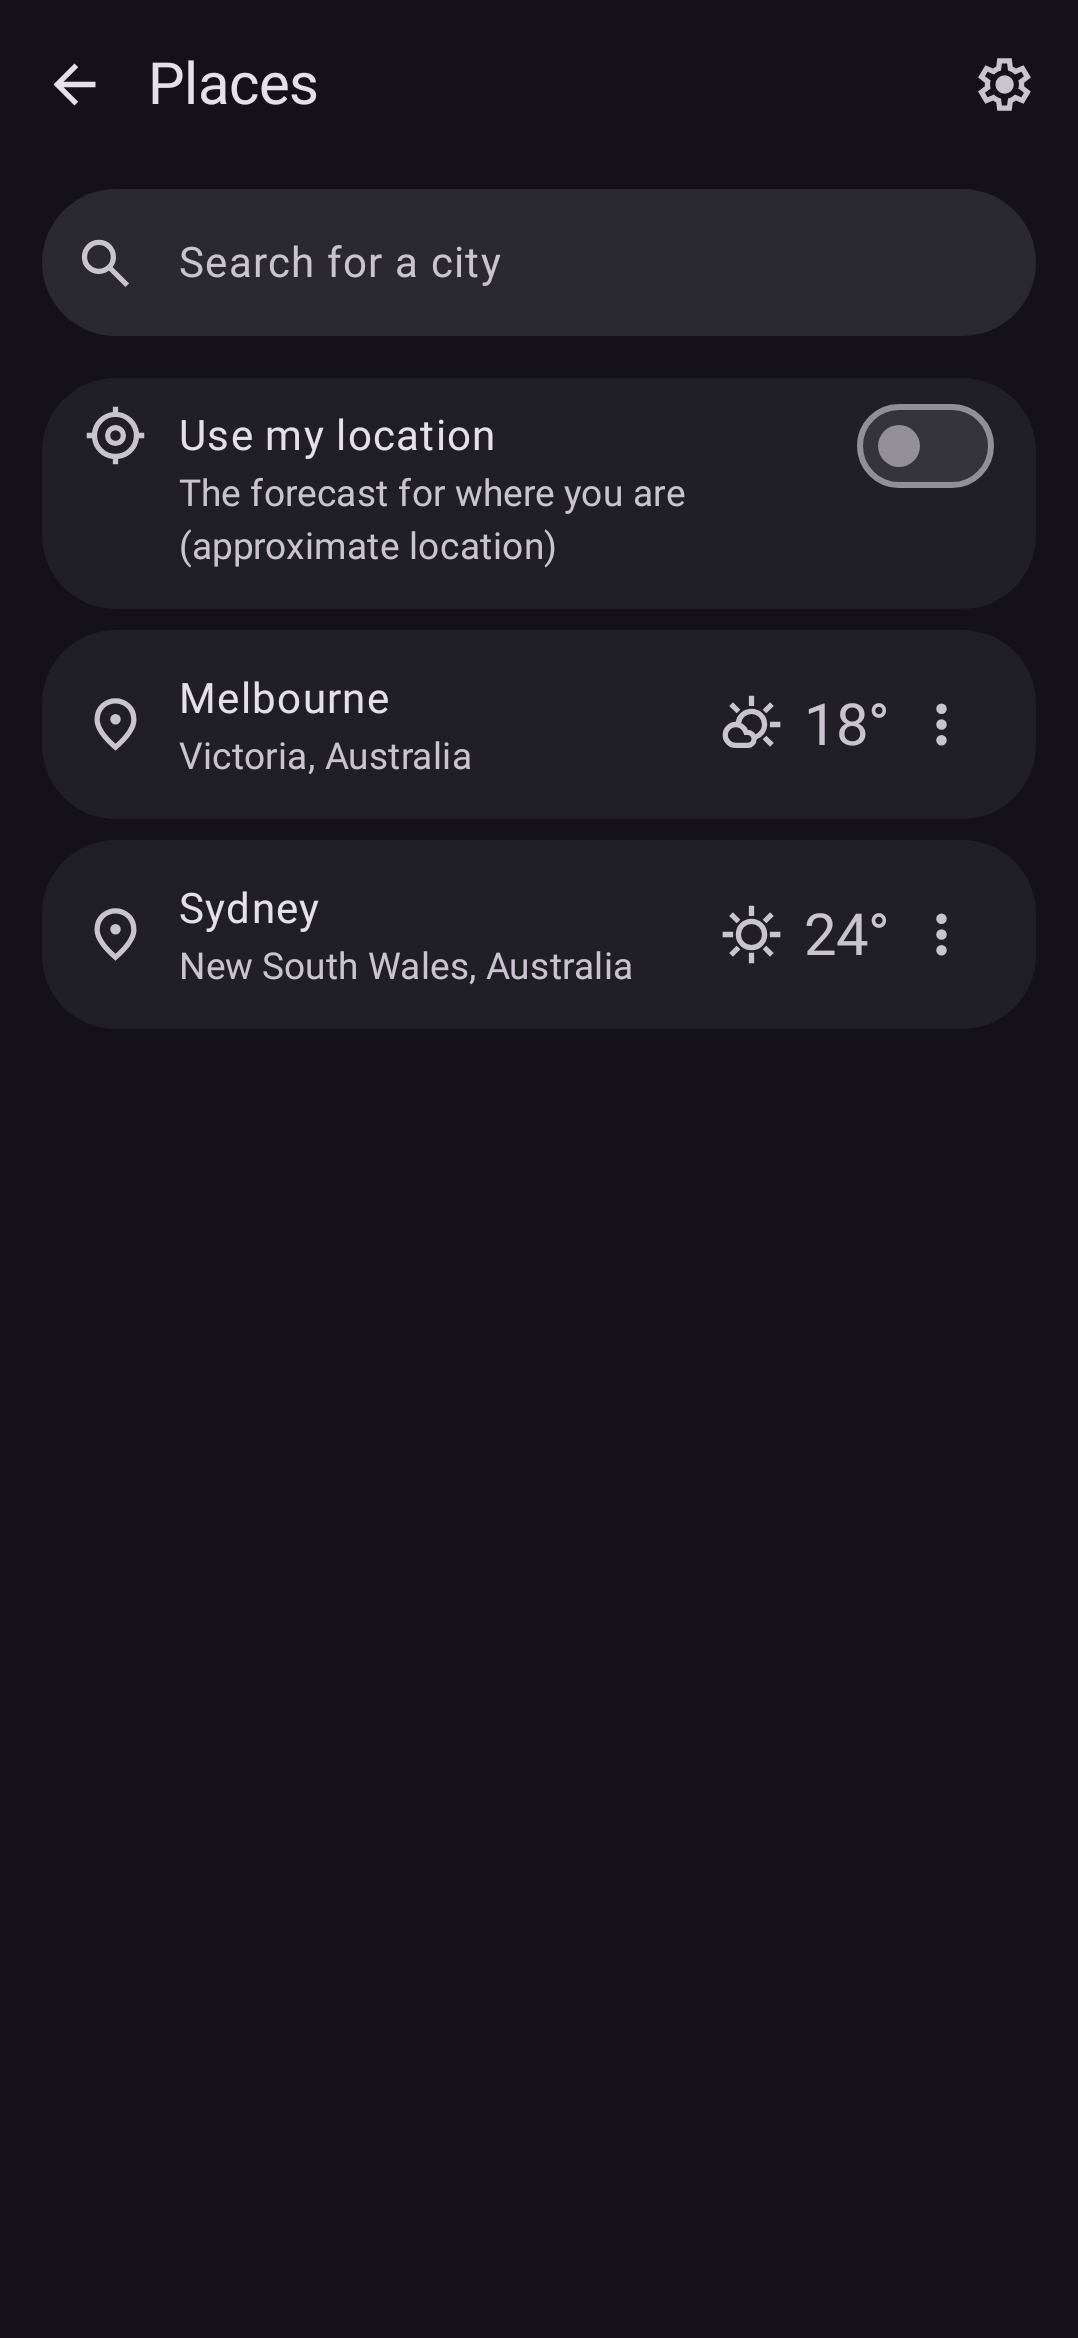 Places
Search for a city
Use my location
The forecast for where you are
(approximate location)
Melbourne
Victoria, Australia
18°
Sydney
New South Wales, Australia
24°